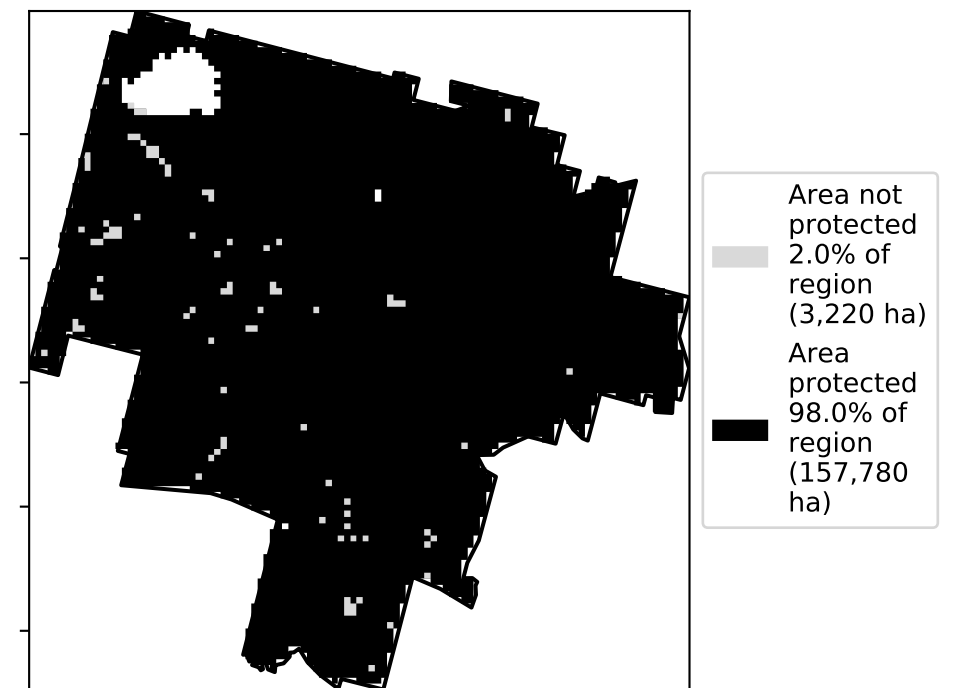 Area not
protected
2.0% of
region
(3,220 ha)
Area
protected
98.0% of
region
(157,780
ha)